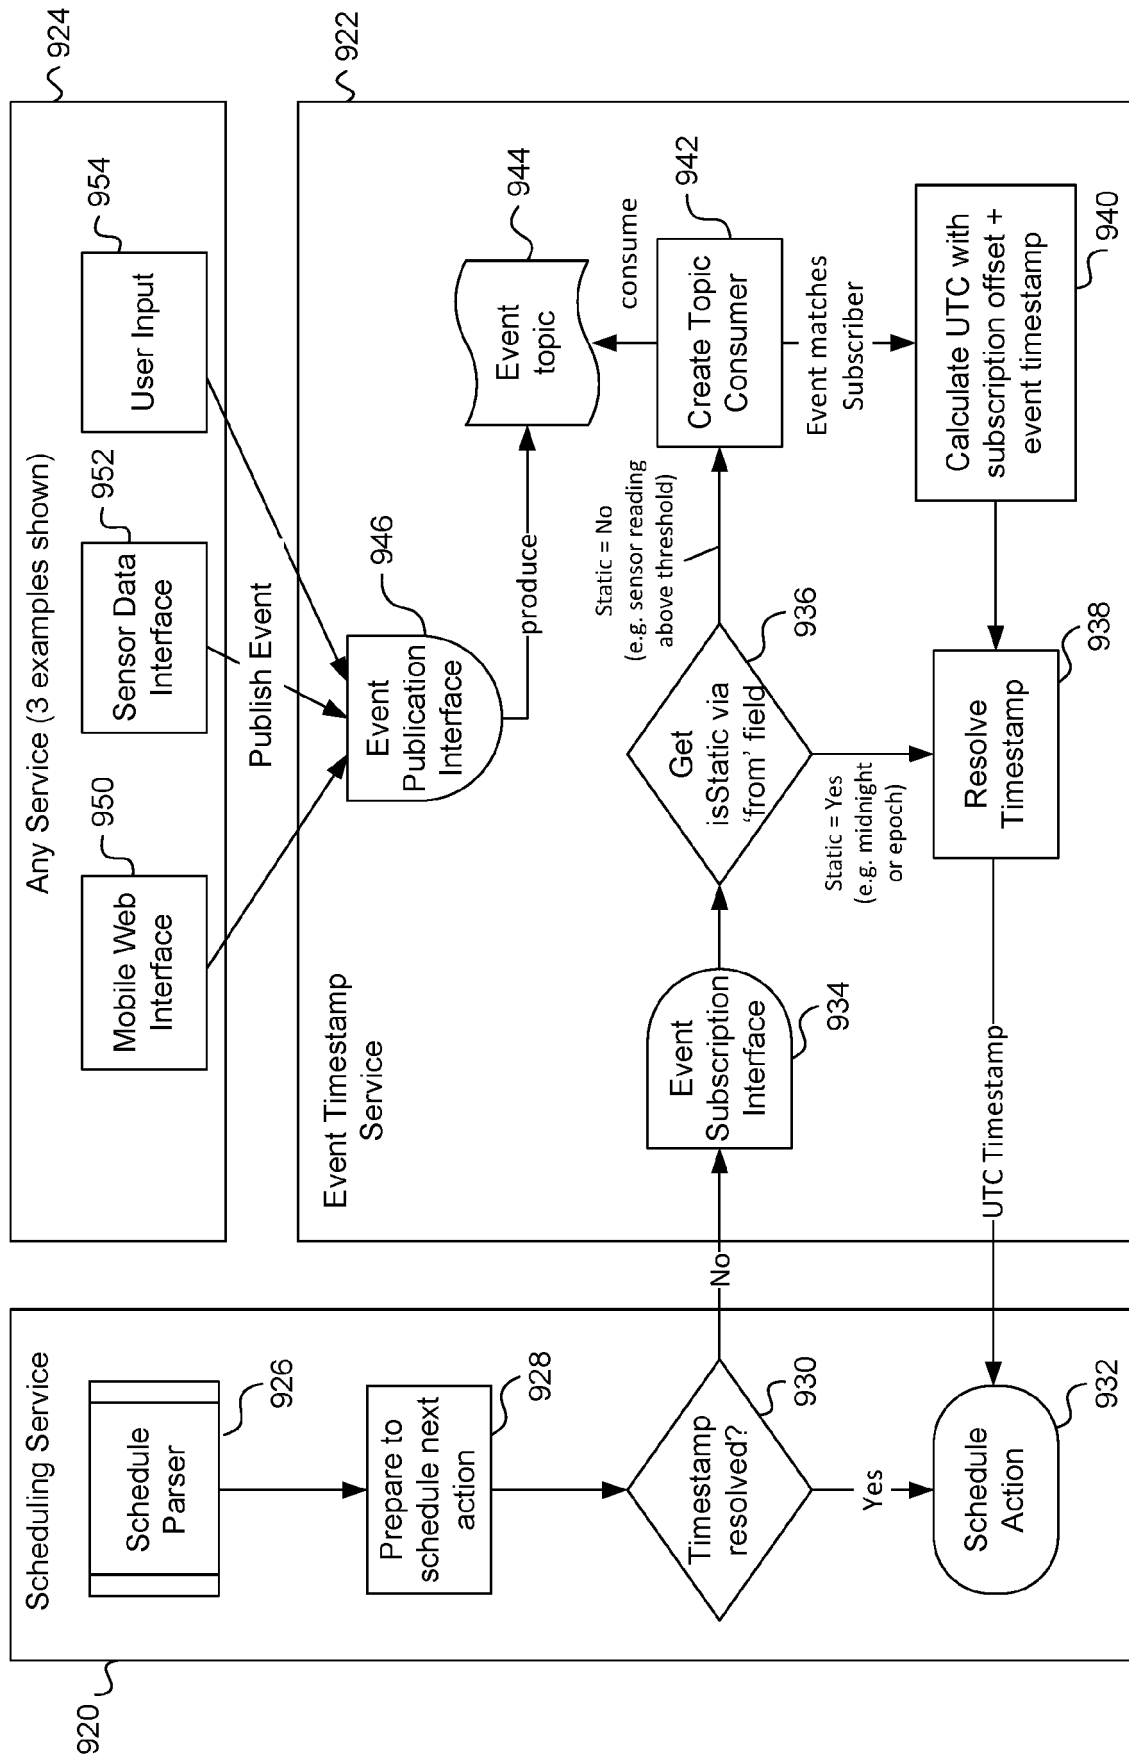 Scheduling Service
920
Schedule
Parser
926
Prepare to
schedule next
action
928
Timestamp
resolved?
930
Yes
No
Schedule
Action
932
Any Service (3 examples shown)
924
Mobile Web
Interface
950
Sensor Data
Interface
952
User Input
954
Publish Event
Event Timestamp
Service
922
Event
Publication
Interface
946
produce
Event
topic
944
consume
Event
Subscription
Interface
934
Get
isStatic via
‘from’ field
936
Static = No
(e.g. sensor reading
above threshold)
Create Topic
Consumer
942
Event matches
Subscriber
Static = Yes
(e.g. midnight
or epoch)
Calculate UTC with
subscription offset +
event timestamp
940
Resolve
Timestamp
938
UTC Timestamp